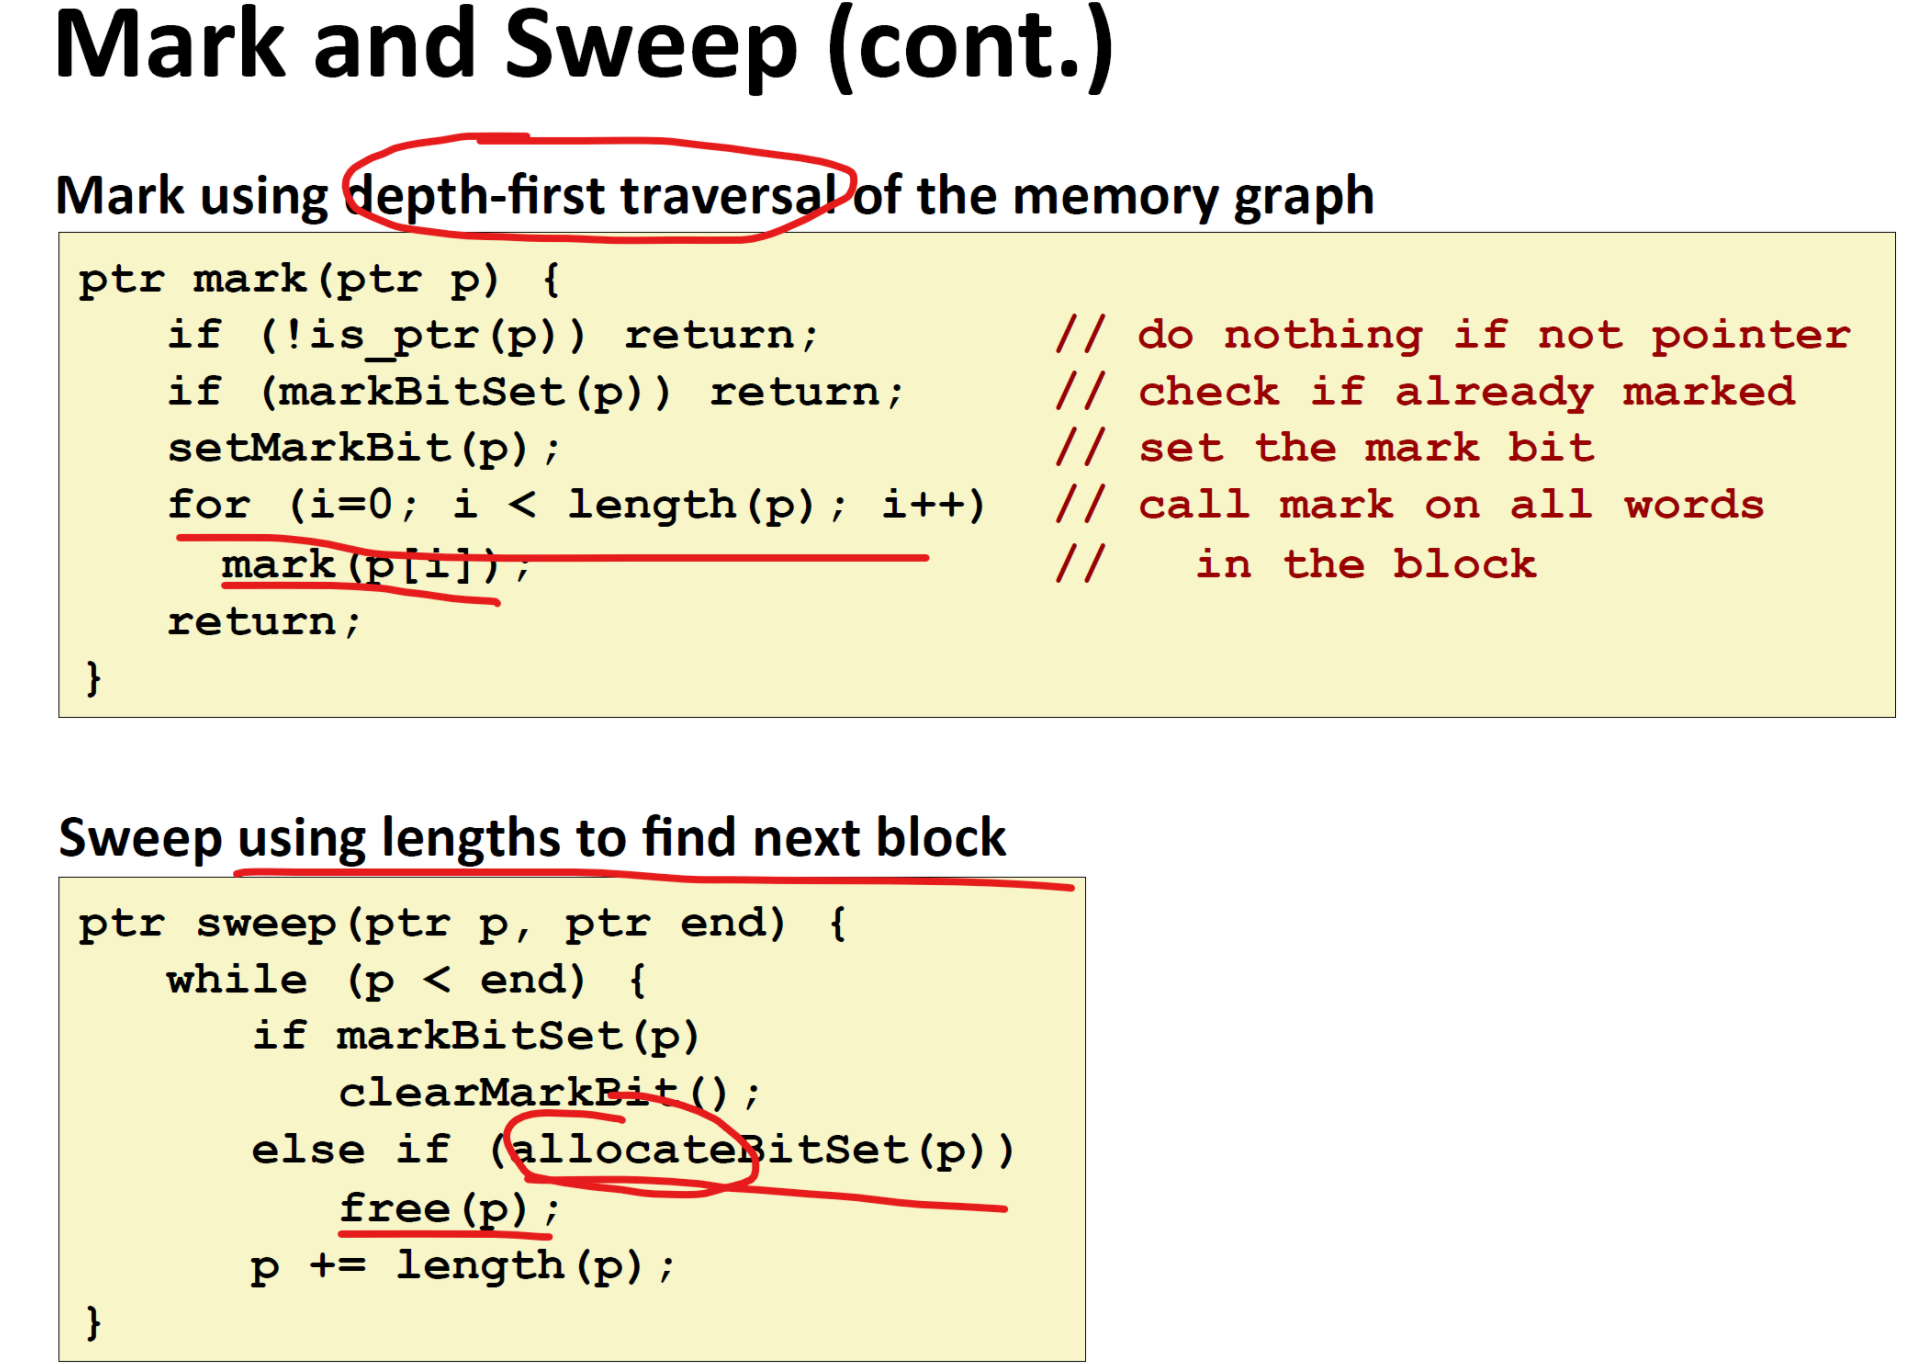 Mark and Sweep (cont.)
Mark using depth-first traversal of the memory graph
ptr mark(ptr p) {
    if (!is_ptr(p)) return;         // do nothing if not pointer
    if (markBitSet(p)) return;      // check if already marked
    setMarkBit(p);                  // set the mark bit
    for (i=0; i < length(p); i++)   // call mark on all words
      mark(p[i]);                   //   in the block
    return;
}
Sweep using lengths to find next block
ptr sweep(ptr p, ptr end) {
    while (p < end) {
        if markBitSet(p)
            clearMarkBit();
        else if (allocateBitSet(p))
            free(p);
        p += length(p);
}